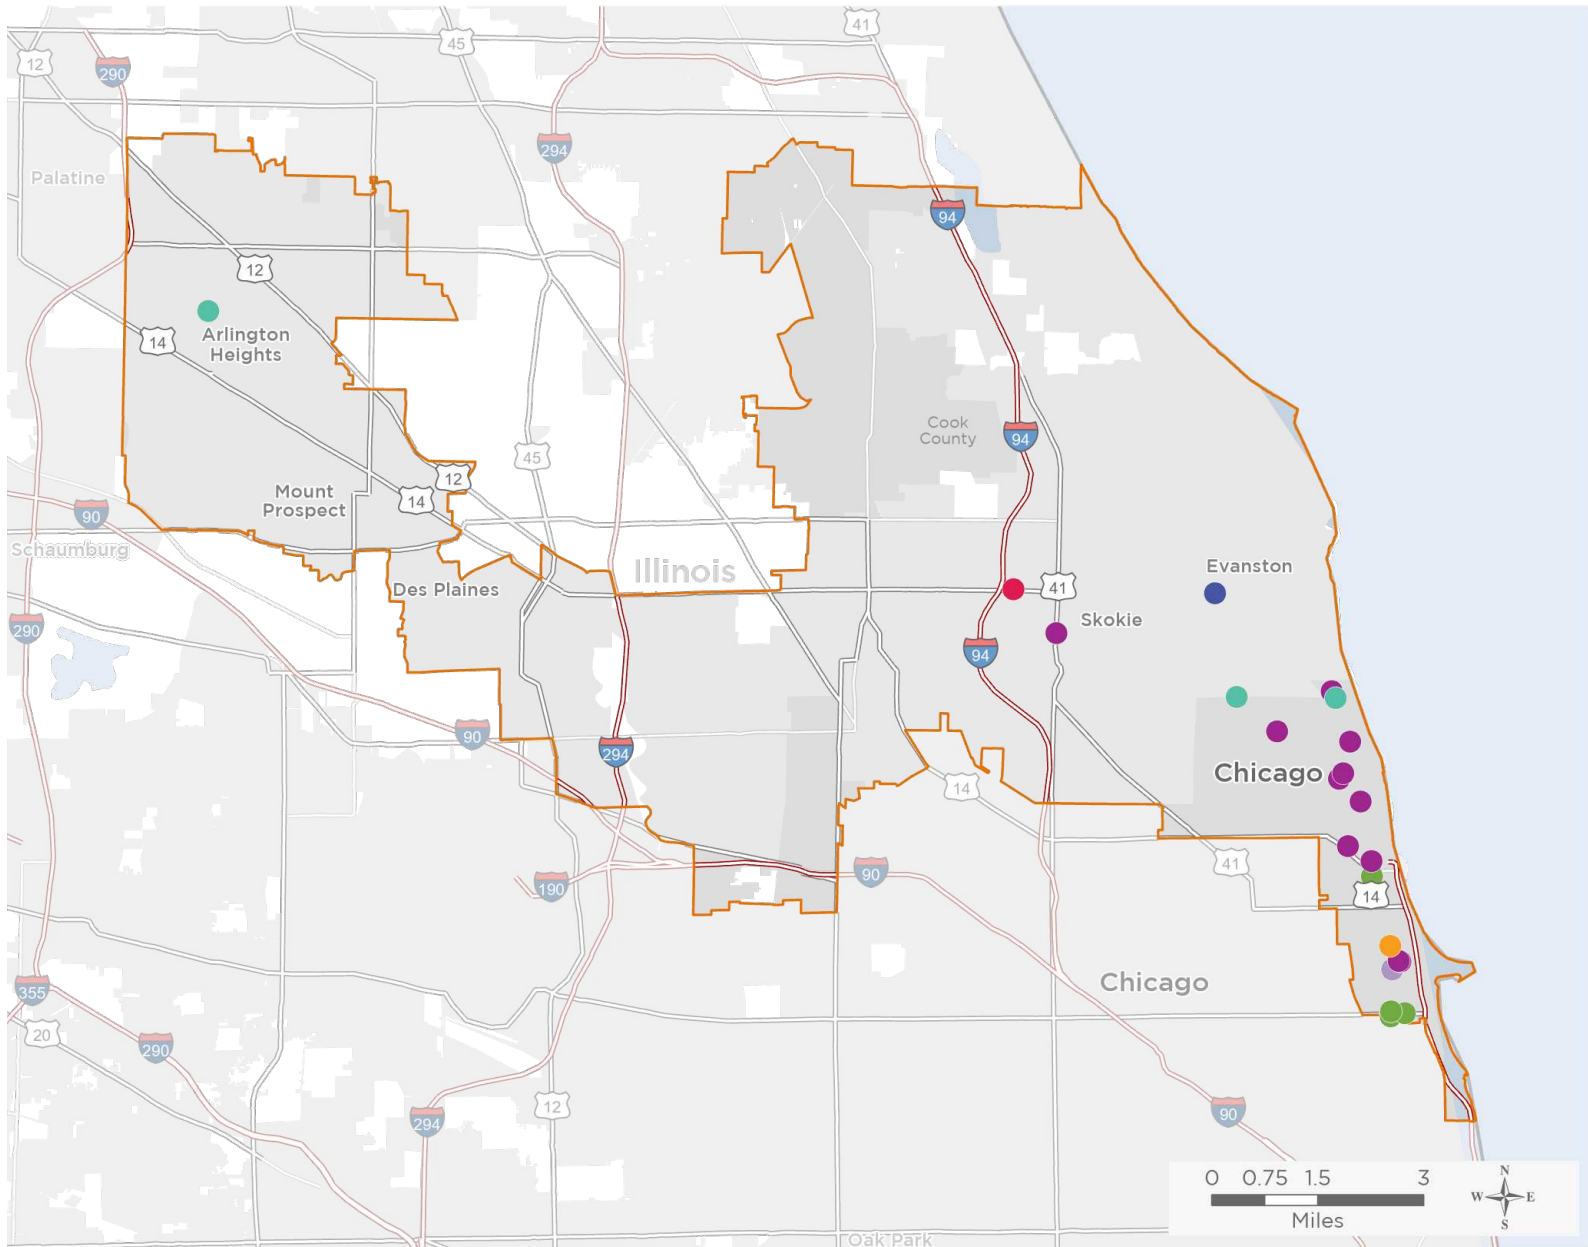 41
45
12
290
294
Palatine
94
12
Arlington
Heights
14
Cook
County
94
45
12
14
Mount
Prospect
90
Schaumburg
Illinois
Evanston
Des Plaines
41
Skokie
290
94
90
294
Chicago
14
41
90
190
14
Chicago
355
20
290
12
294
90
0 0.75 1.5 3
Miles
N
W E
S
Oak Park